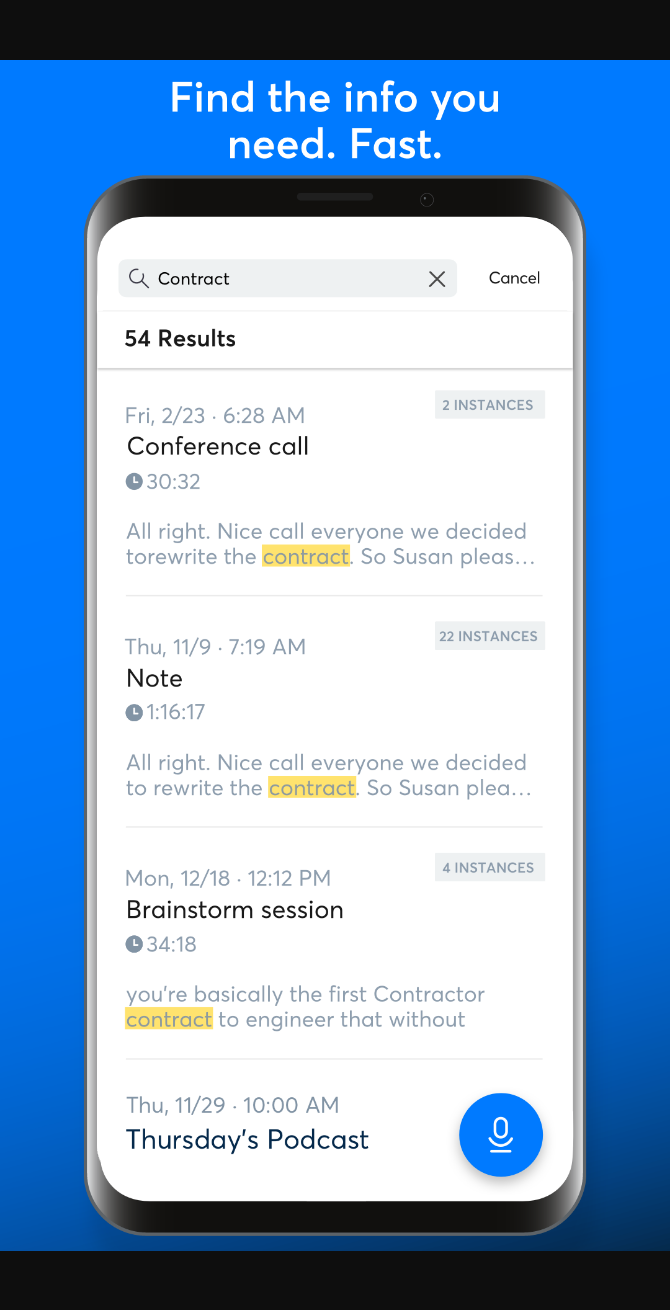 Find the info you
need. Fast.
Contract
Cancel
54 Results
2 INSTANCES
Fri, 2/23 · 6:28 AM
Conference call
30:32
All right. Nice call everyone we decided
torewrite the contract. So Susan pleas...
22 INSTANCES
Thu, 11/9 · 7:19 AM
Note
1:16:17
All right. Nice call everyone we decided
to rewrite the contract. So Susan plea...
4 INSTANCES
Mon, 12/18 · 12:12 PM
Brainstorm session
34:18
you're basically the first Contractor
contract to engineer that without
Thu, 11/29 · 10:00 AM
Thursday's Podcast